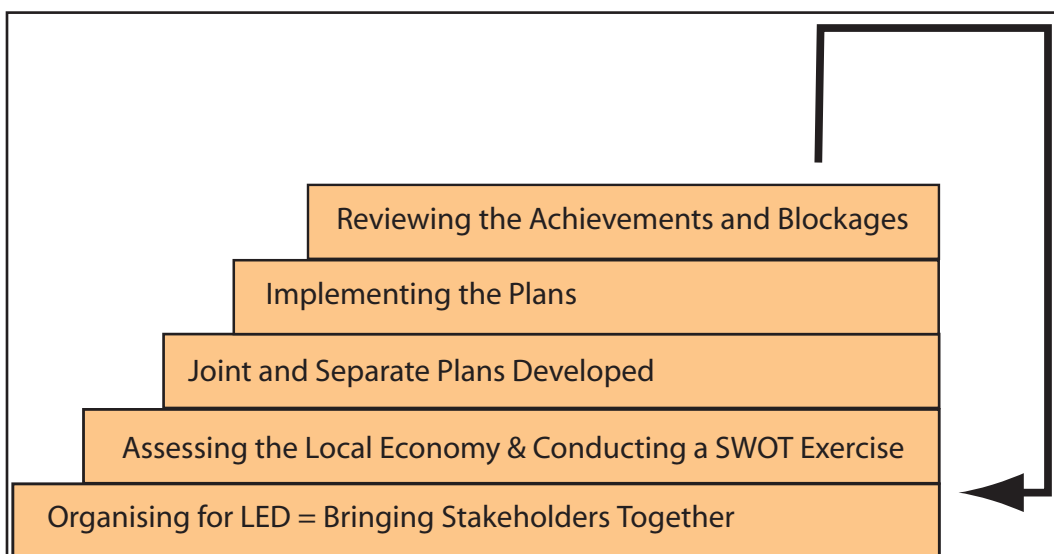 Reviewing the Achievements and Blockages
Implementing the Plans
Joint and Separate Plans Developed
Assessing the Local Economy & Conducting a SWOT Exercise
Organising for LED = Bringing Stakeholders Together